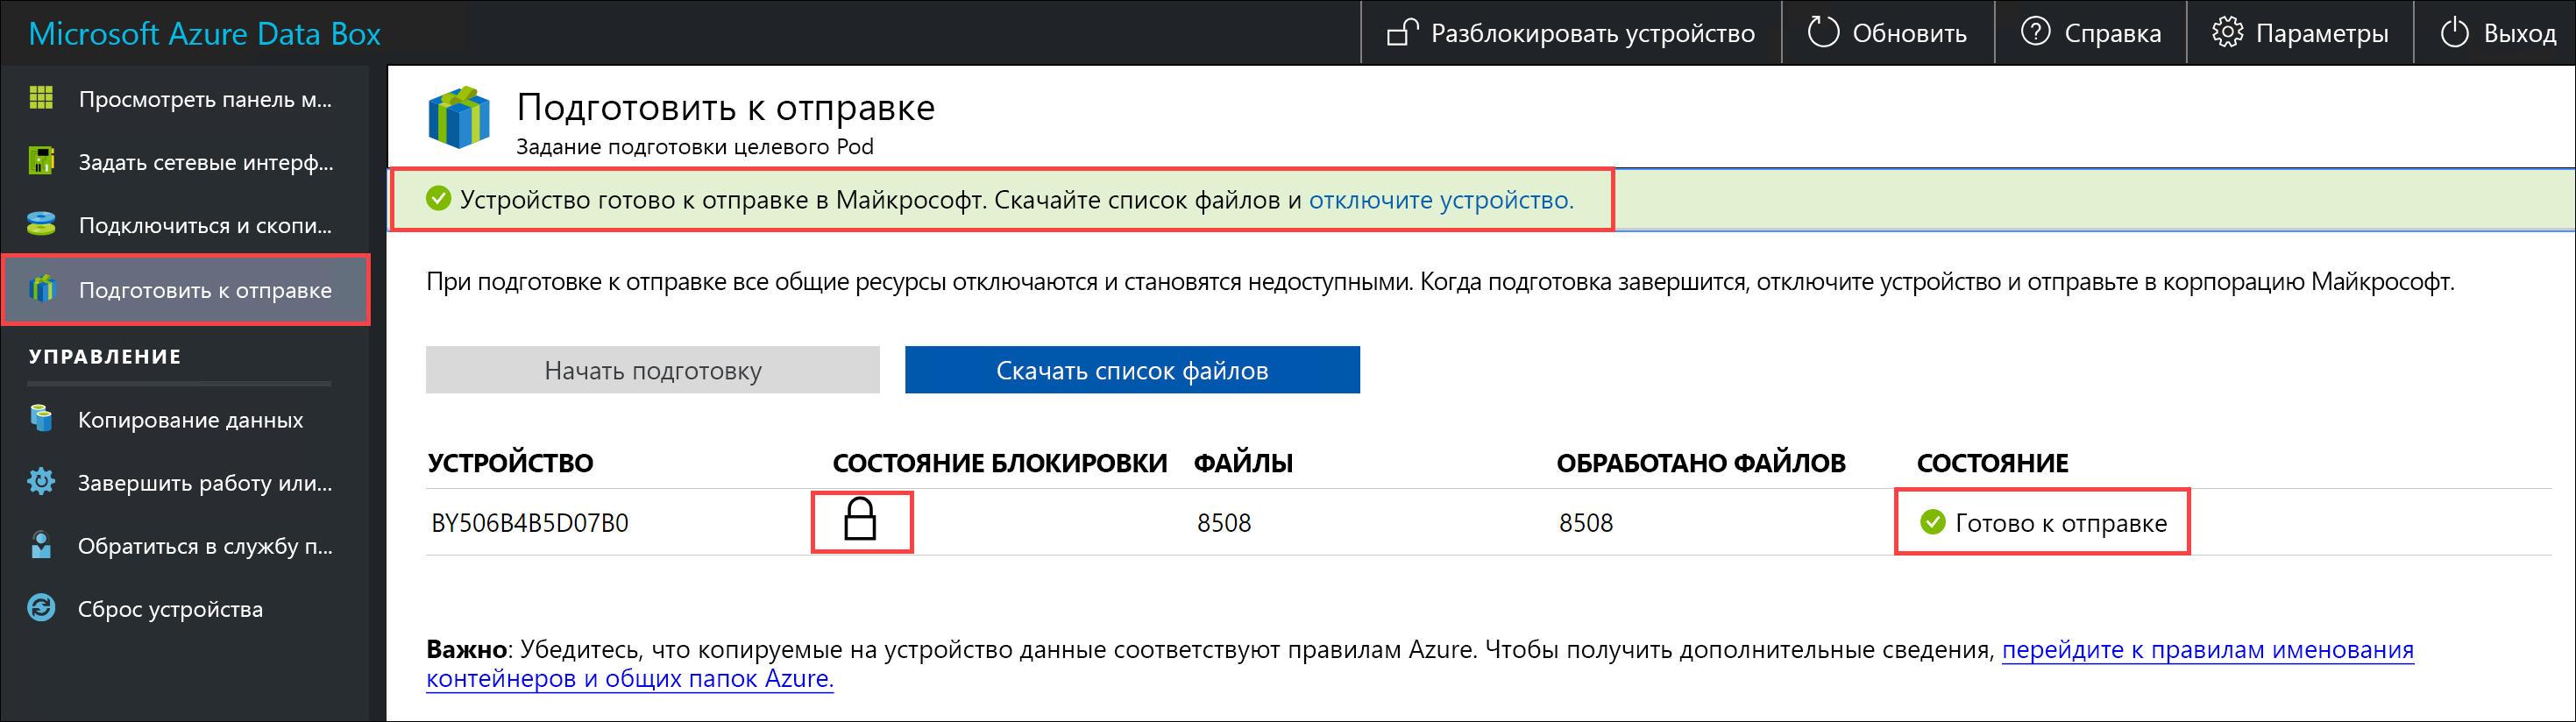 Microsoft Azure Data Box
Разблокировать устройство
Обновить
Справка
Параметры
Выход
Просмотреть панель м...
Задать сетевые интерф...
Подключиться и скопи...
Подготовить к отправке
УПРАВЛЕНИЕ
Копирование данных
Завершить работу или...
Обратиться в службу п...
Сброс устройства
Подготовить к отправке
Задание подготовки целевого Pod
Устройство готово к отправке в Майкрософт. Скачайте список файлов и отключите устройство.
При подготовке к отправке все общие ресурсы отключаются и становятся недоступными. Когда подготовка завершится, отключите устройство и отправьте в корпорацию Майкрософт.
Начать подготовку
Скачать список файлов
УСТРОЙСТВО СОСТОЯНИЕ БЛОКИРОВКИ ФАЙЛЫ ОБРАБОТАНО ФАЙЛОВ СОСТОЯНИЕ
BY506B4B5D07B0 8508 8508 Готово к отправке
Важно: Убедитесь, что копируемые на устройство данные соответствуют правилам Azure. Чтобы получить дополнительные сведения, перейдите к правилам именования
контейнеров и общих папок Azure.